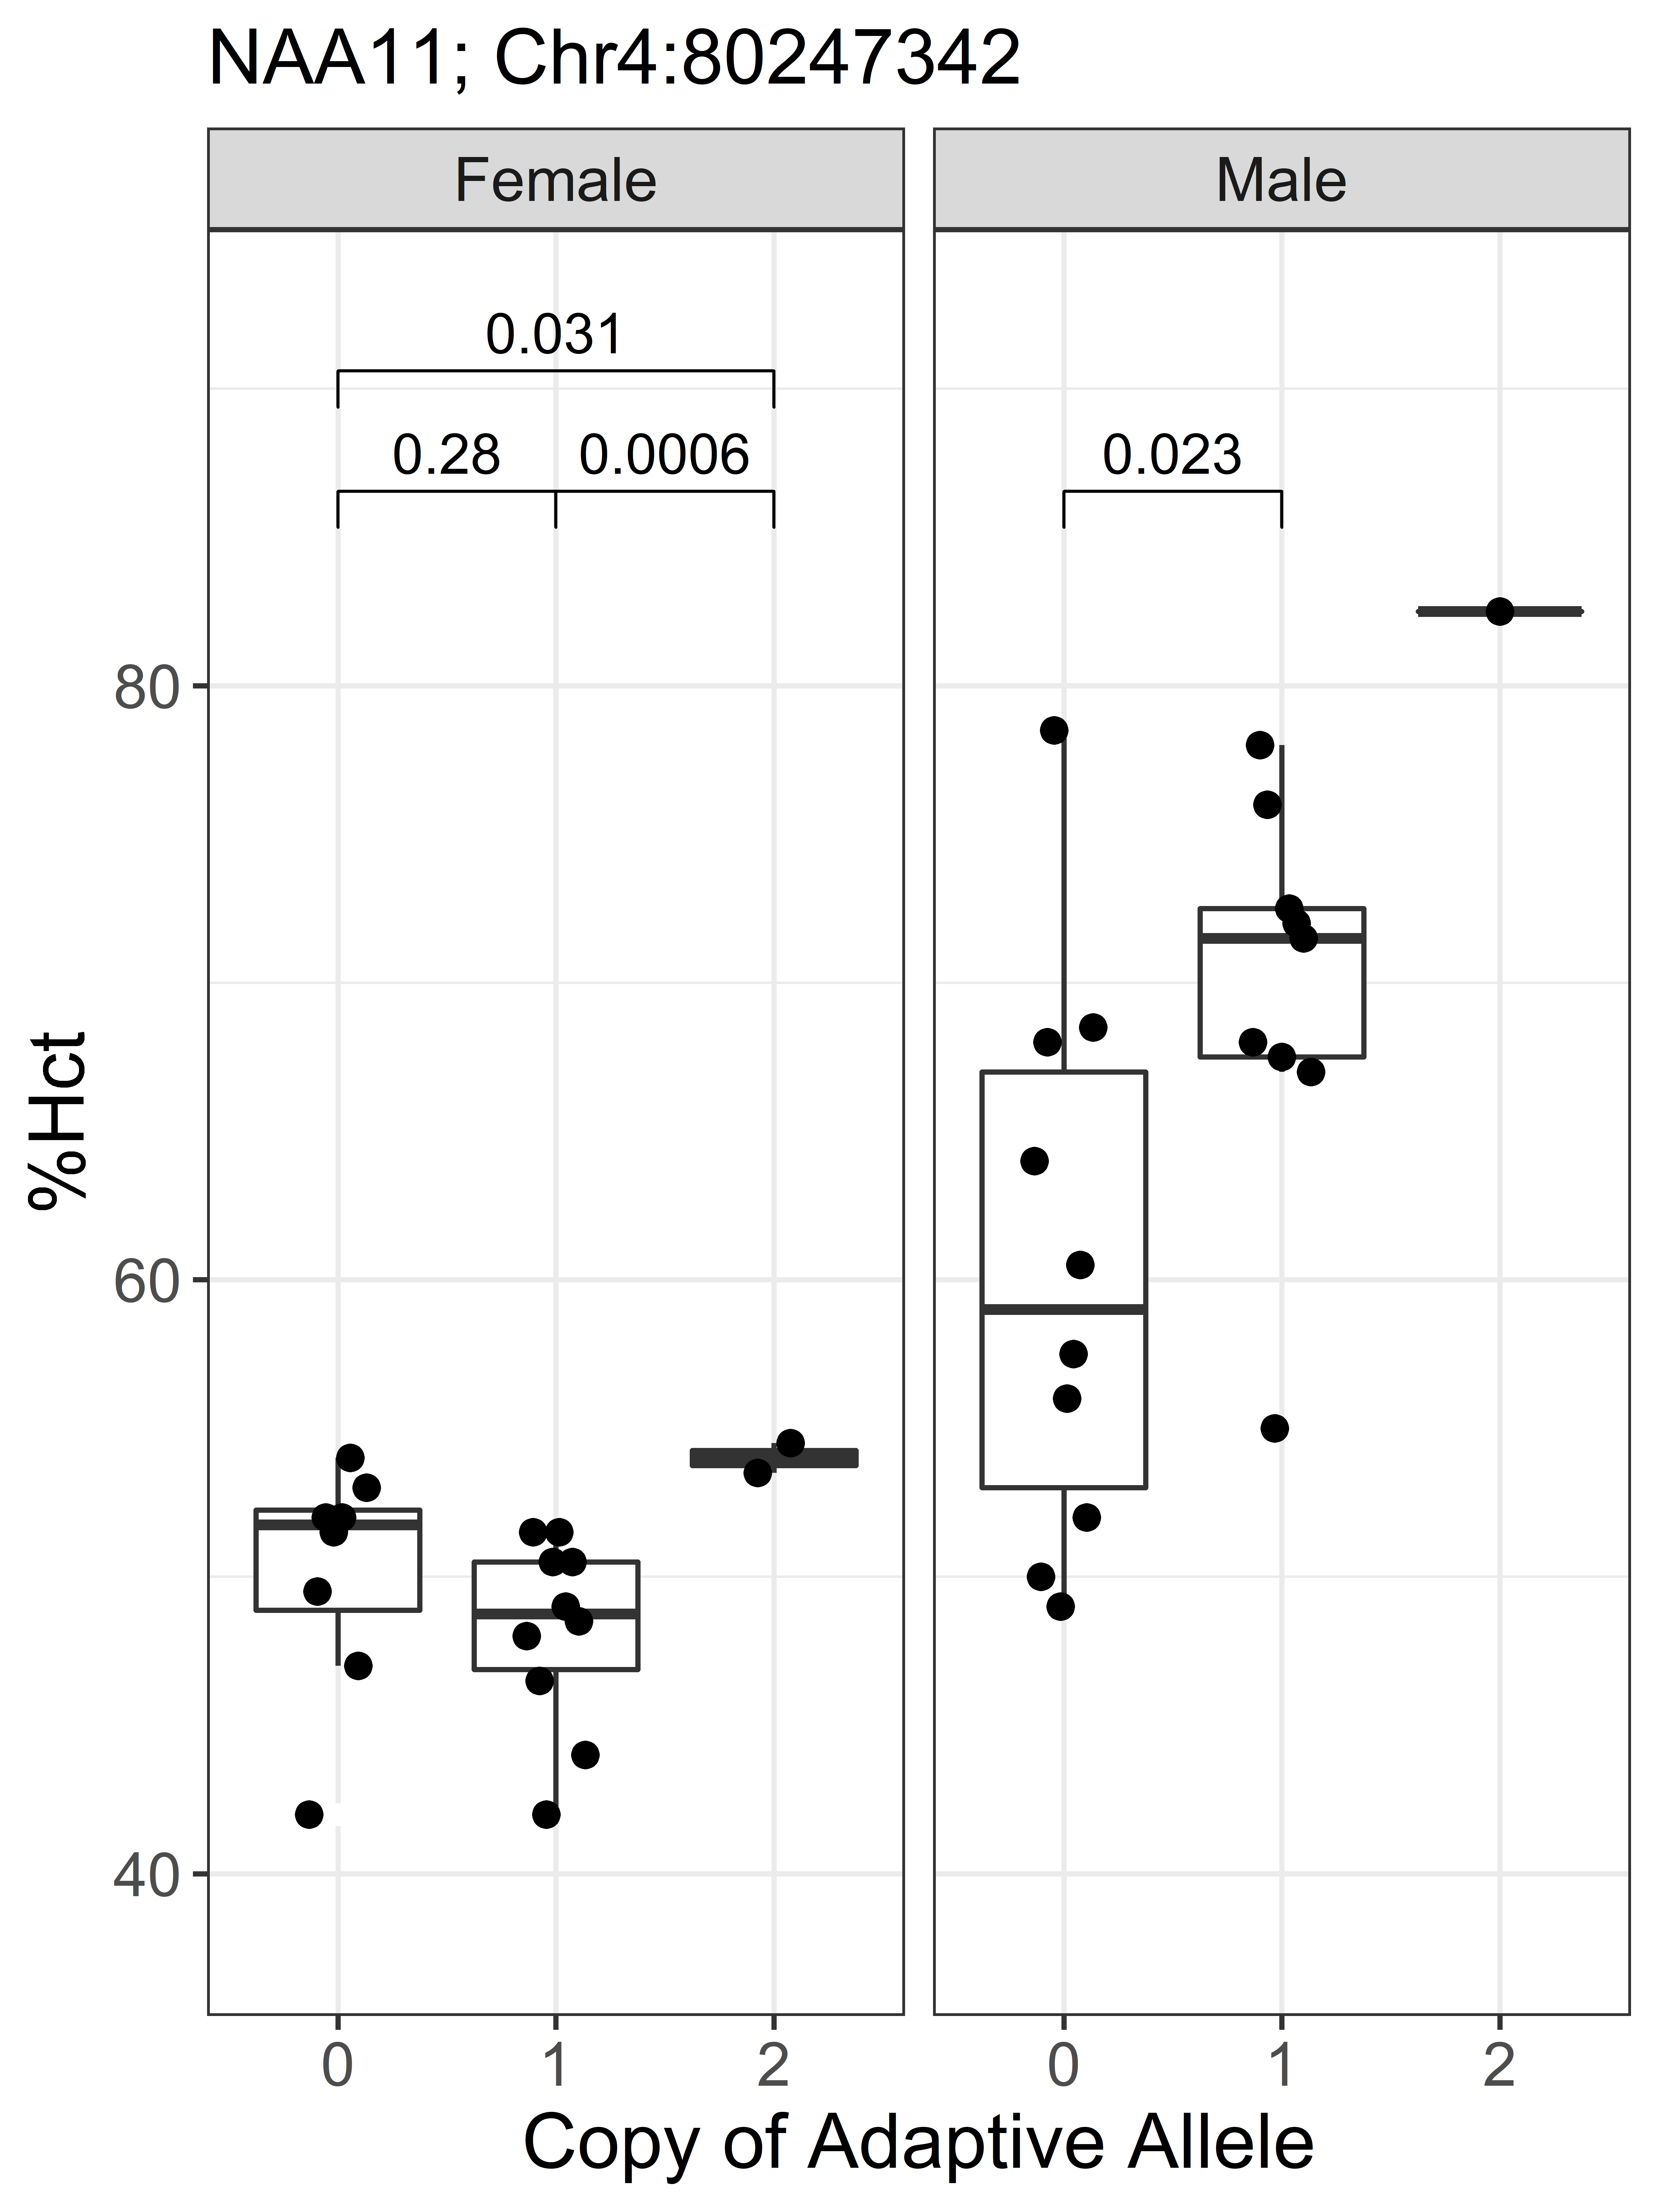 NAA11; Chr4:80247342
Female
Male
0.031
0.28
0.0006
0.023
%Hct
80
60
40
0
1
2
0
1
2
Copy of Adaptive Allele